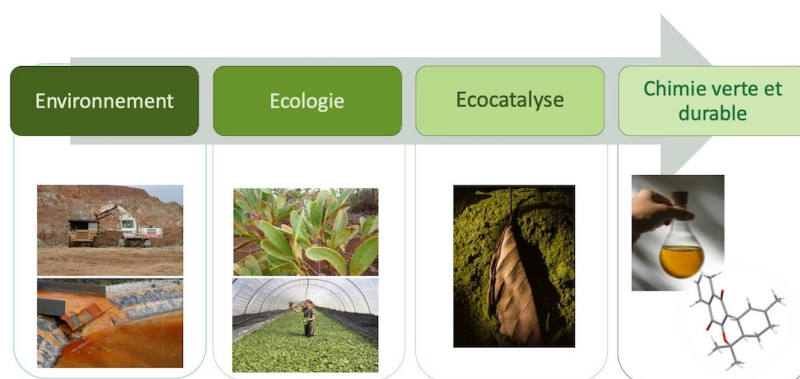 Environnement
Ecologie
Ecocatalyse
Chimie verte et
durable